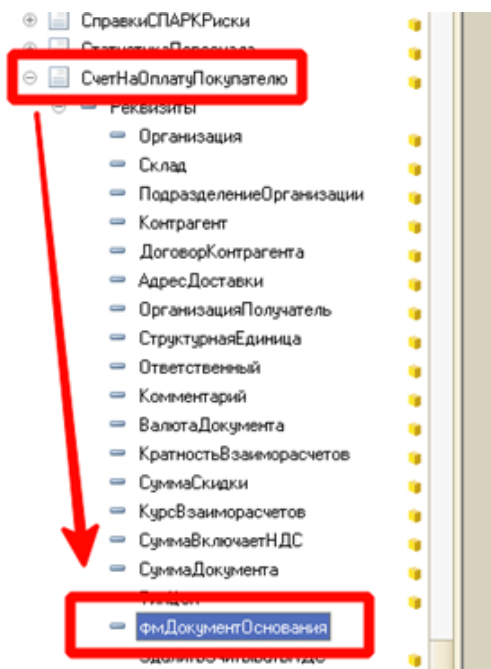 СправкиСПАРКРиски
СчетНаОплатуПокупателю
Реквизиты
Организация
Склад
ПодразделениеОрганизации
Контрагент
ДоговорКонтрагента
АдресДоставки
ОрганизацияПолучатель
СтруктурнаяЕдиница
Ответственный
Комментарий
ВалютаДокумента
КратностьВзаиморасчетов
СуммаСкидки
КурсВзаиморасчетов
СуммаВключаетНДС
СуммаДокумента
фмДокументОснования